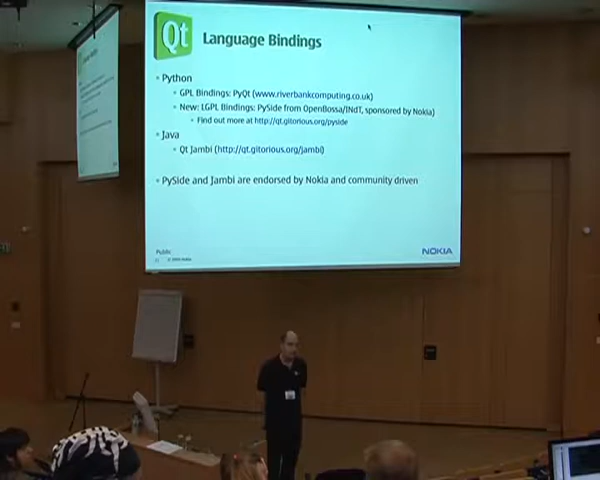 Qt
Language Bindings
Python
GPL Bindings: PyQt (www.riverbankcomputing.co.uk)
New: LGPL Bindings: PySide from OpenBossa/INdT, sponsored by Nokia)
Find out more at http://qt.gitorious.org/pyside
Java
Qt Jambi (http://qt.gitorious.org/jambi)
PySide and Jambi are endorsed by Nokia and community driven
Public
NOKIA